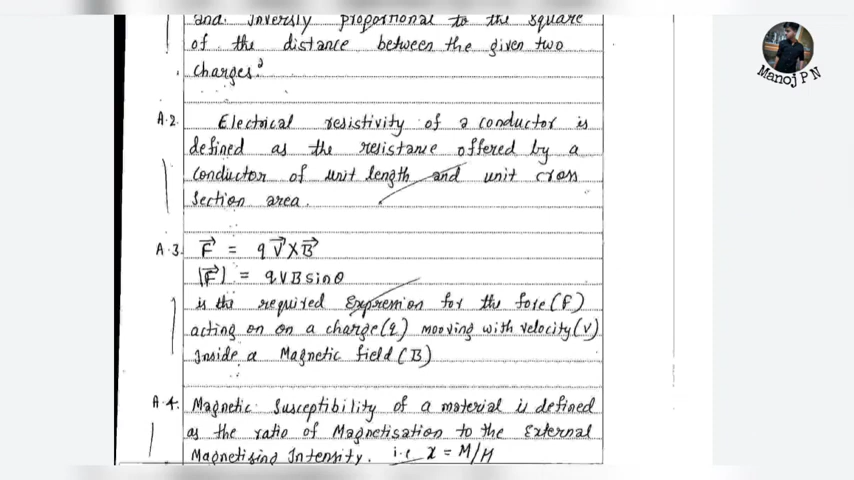 and Inversly proportional to the square
of the distance between the given two
charges.
A.2 Electrical resistivity of a conductor is
defined as the resistance offered by a
conductor of unit length and unit cross
section area.
A.3 F⃗ = q V⃗ X B⃗
|F⃗| = qVB sinθ
is the required Expression for the fore (F)
acting on on a charge (q) mooving with velocity (v)
Inside a Magnetic field (B)
A.4. Magnetic Susceptibility of a material is defined
as the ratio of Magnetisation to the External
Magnetising Intensity. i.e χ = M/H
Manoj P N